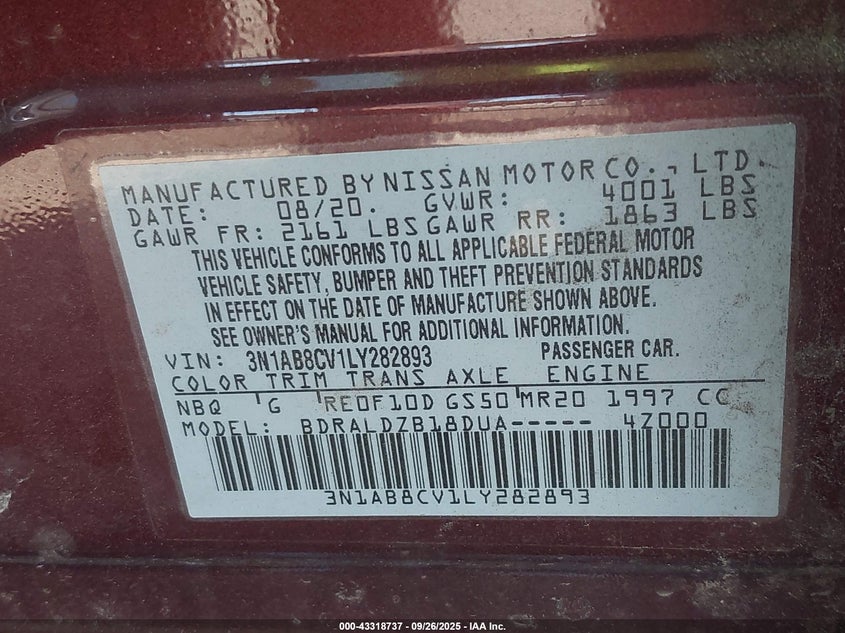 MANUFACTURED BY NISSAN MOTOR CO., LTD.
DATE: 08/20. GVWR: 4001 LBS
GAWR FR: 2161 LBS GAWR RR: 1863 LBS
THIS VEHICLE CONFORMS TO ALL APPLICABLE FEDERAL MOTOR
VEHICLE SAFETY, BUMPER AND THEFT PREVENTION STANDARDS
IN EFFECT ON THE DATE OF MANUFACTURE SHOWN ABOVE.
SEE OWNER'S MANUAL FOR ADDITIONAL INFORMATION.
VIN: 3N1AB8CV1LY282893 PASSENGER CAR.
COLOR TRIM TRANS AXLE ENGINE
NBQ G RE0F10D GS50 MR20 1997 CC
MODEL: BDRALDZB18DUA----- 4Z000
3N1AB8CV1LY282893
000-43318737 - 09/26/2025 - IAA Inc.